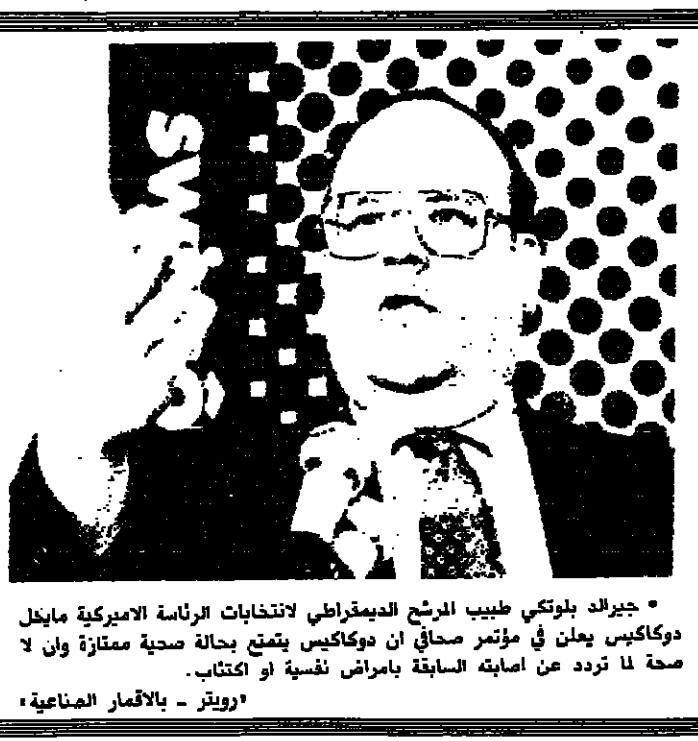 SW
• جيرالد بلوتكي طبيب المرشح الديمقراطي لانتخابات الرئاسة الاميركية مايكل
دوكاكيس يعلن في مؤتمر صحافي ان دوكاكيس يتمتع بحالة صحية ممتازة وان لا
صحة لما تردد عن اصابته السابقة بامراض نفسية او اكتئاب.
«رويتر - بالاقمار الصناعية»